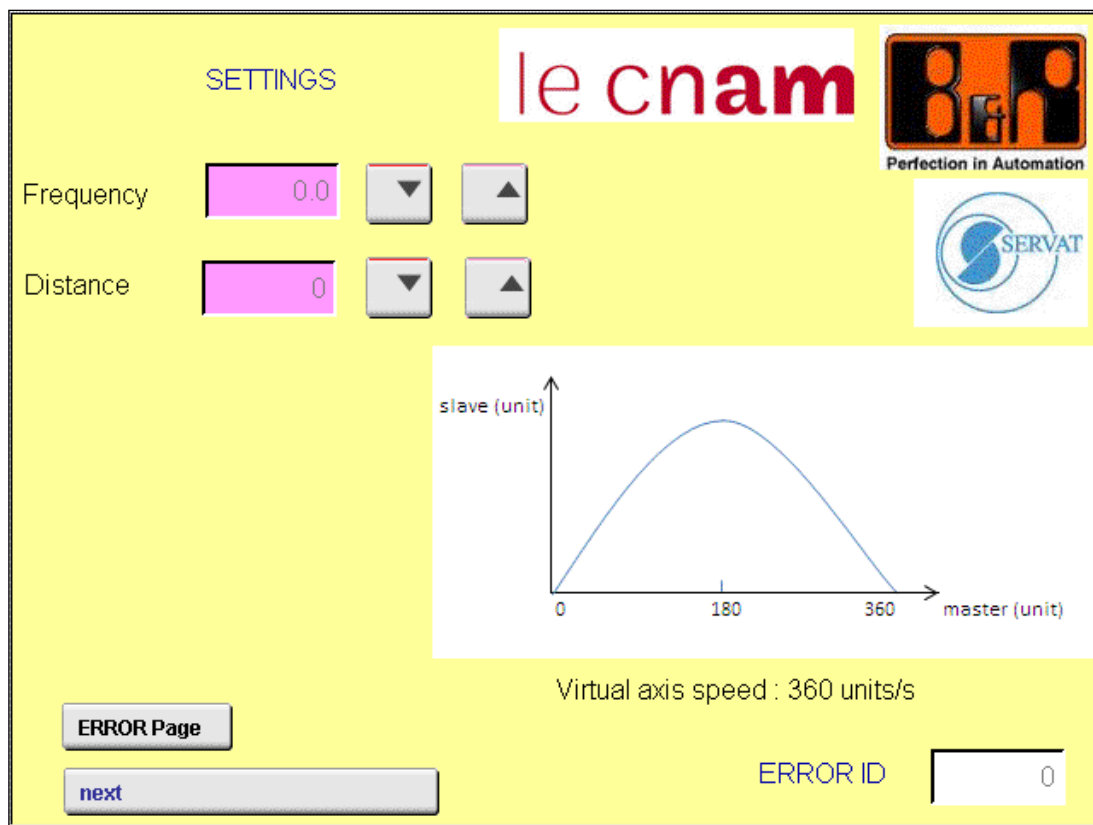 SETTINGS
le cnam
B&R
Perfection in Automation
Frequency 0.0
SERVAT
Distance 0
slave (unit)
0 180 360 master (unit)
Virtual axis speed : 360 units/s
ERROR Page
ERROR ID 0
next